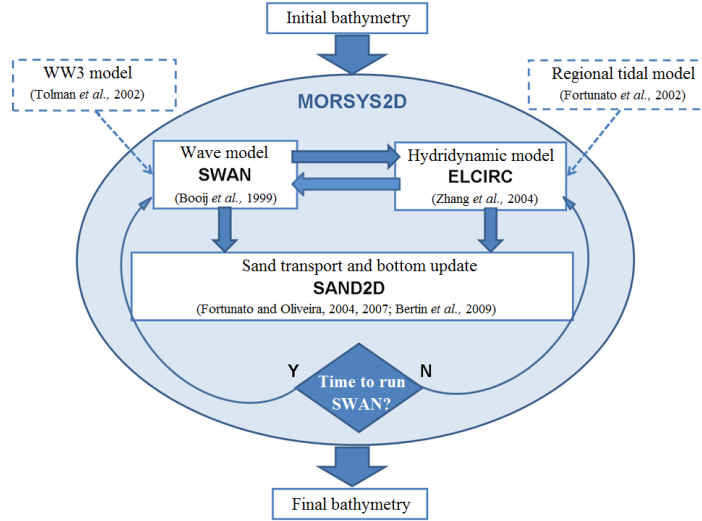 Initial bathymetry
WW3 model
(Tolman et al., 2002)
Regional tidal model
(Fortunato et al., 2002)
MORSYS2D
Wave model
SWAN
(Booij et al., 1999)
Hydridynamic model
ELCIRC
(Zhang et al., 2004)
Sand transport and bottom update
SAND2D
(Fortunato and Oliveira, 2004, 2007; Bertin et al., 2009)
Y
N
Time to run
SWAN?
Final bathymetry